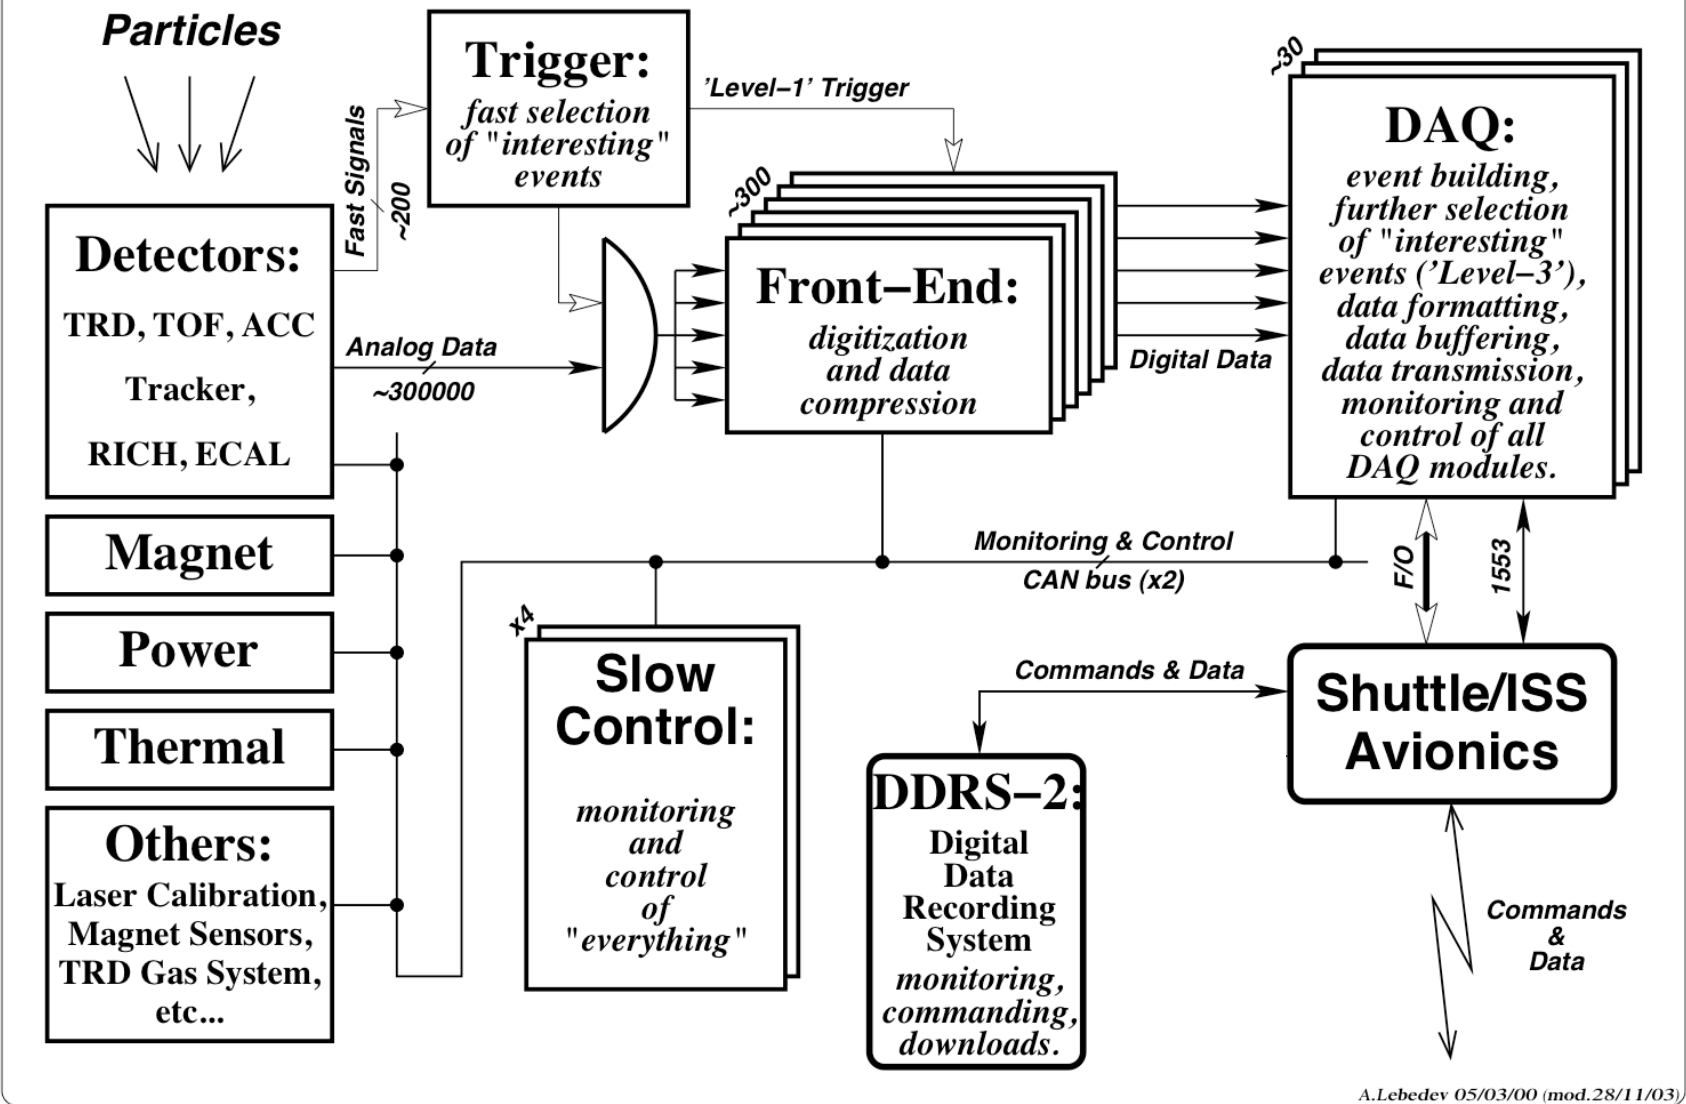 Particles
Trigger:
fast selection
of "interesting"
events
Fast Signals
~200
'Level–1' Trigger
~30
DAQ:
event building,
further selection
of "interesting"
events ('Level–3'),
data formatting,
data buffering,
data transmission,
monitoring and
control of all
DAQ modules.
Detectors:
TRD, TOF, ACC
Tracker,
RICH, ECAL
Analog Data
~300000
~300
Front–End:
digitization
and data
compression
Digital Data
Magnet
Power
Thermal
Others:
Laser Calibration,
Magnet Sensors,
TRD Gas System,
etc...
Monitoring & Control
CAN bus (x2)
F/O
1553
x4
Slow
Control:
monitoring
and
control
of
"everything"
Commands & Data
Shuttle/ISS
Avionics
DDRS–2:
Digital
Data
Recording
System
monitoring,
commanding,
downloads.
Commands
&
Data
A.Lebedev 05/03/00 (mod.28/11/03)